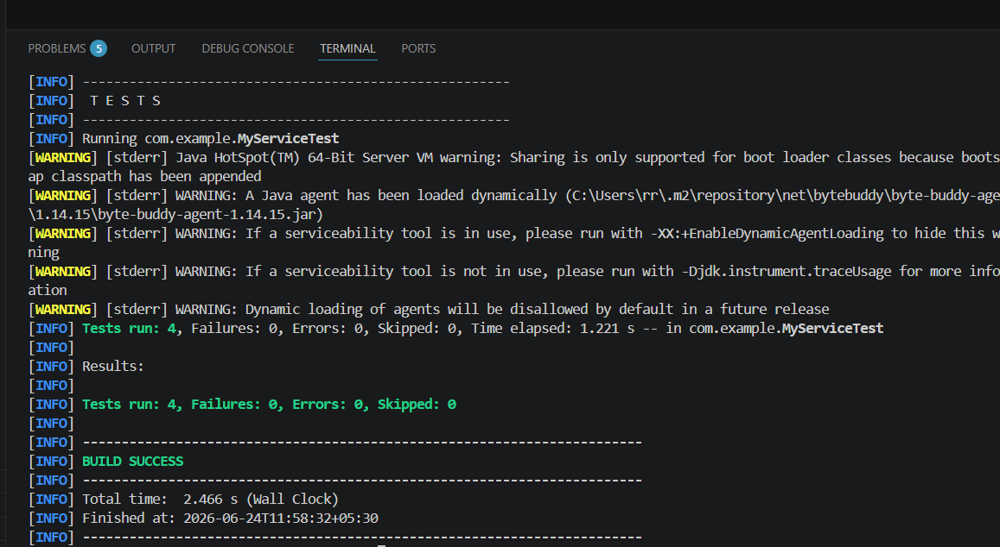 PROBLEMS 5 OUTPUT DEBUG CONSOLE TERMINAL PORTS
[INFO] -------------------------------------------------------
[INFO]  T E S T S
[INFO] -------------------------------------------------------
[INFO] Running com.example.MyServiceTest
[WARNING] [stderr] Java HotSpot(TM) 64-Bit Server VM warning: Sharing is only supported for boot loader classes because boots
ap classpath has been appended
[WARNING] [stderr] WARNING: A Java agent has been loaded dynamically (C:\Users\rr\.m2\repository\net\bytebuddy\byte-buddy-age
\1.14.15\byte-buddy-agent-1.14.15.jar)
[WARNING] [stderr] WARNING: If a serviceability tool is in use, please run with -XX:+EnableDynamicAgentLoading to hide this w
ning
[WARNING] [stderr] WARNING: If a serviceability tool is not in use, please run with -Djdk.instrument.traceUsage for more info
ation
[WARNING] [stderr] WARNING: Dynamic loading of agents will be disallowed by default in a future release
[INFO] Tests run: 4, Failures: 0, Errors: 0, Skipped: 0, Time elapsed: 1.221 s -- in com.example.MyServiceTest
[INFO]
[INFO] Results:
[INFO]
[INFO] Tests run: 4, Failures: 0, Errors: 0, Skipped: 0
[INFO]
[INFO] ------------------------------------------------------------------------
[INFO] BUILD SUCCESS
[INFO] ------------------------------------------------------------------------
[INFO] Total time:  2.466 s (Wall Clock)
[INFO] Finished at: 2026-06-24T11:58:32+05:30
[INFO] ------------------------------------------------------------------------